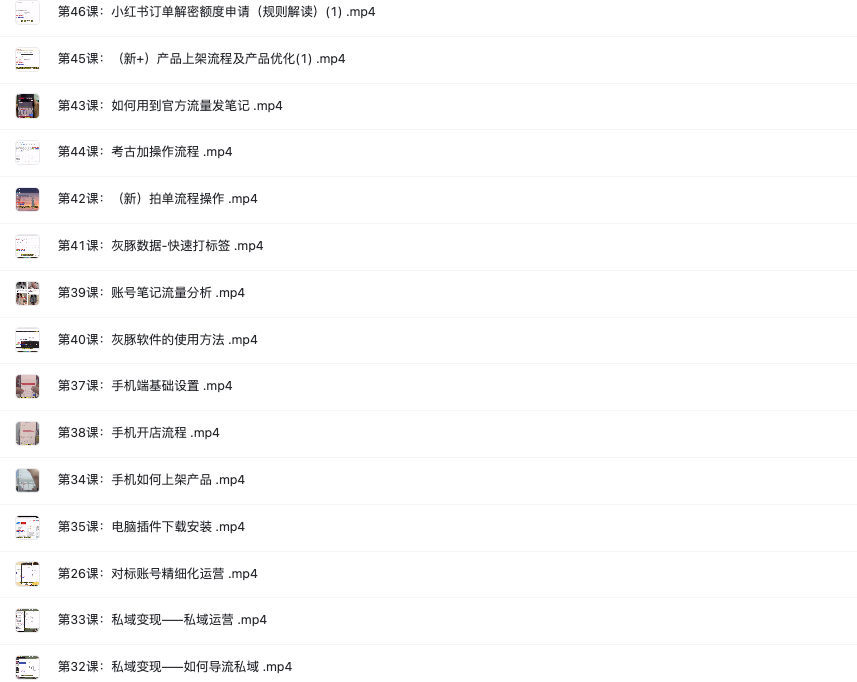 第46课：小红书订单解密额度申请（规则解读）(1) .mp4
第45课：（新+）产品上架流程及产品优化(1) .mp4
第43课：如何用到官方流量发笔记 .mp4
第44课：考古加操作流程 .mp4
第42课：（新）拍单流程操作 .mp4
第41课：灰豚数据-快速打标签 .mp4
第39课：账号笔记流量分析 .mp4
第40课：灰豚软件的使用方法 .mp4
第37课：手机端基础设置 .mp4
第38课：手机开店流程 .mp4
第34课：手机如何上架产品 .mp4
第35课：电脑插件下载安装 .mp4
第26课：对标账号精细化运营 .mp4
第33课：私域变现——私域运营 .mp4
第32课：私域变现——如何导流私域 .mp4